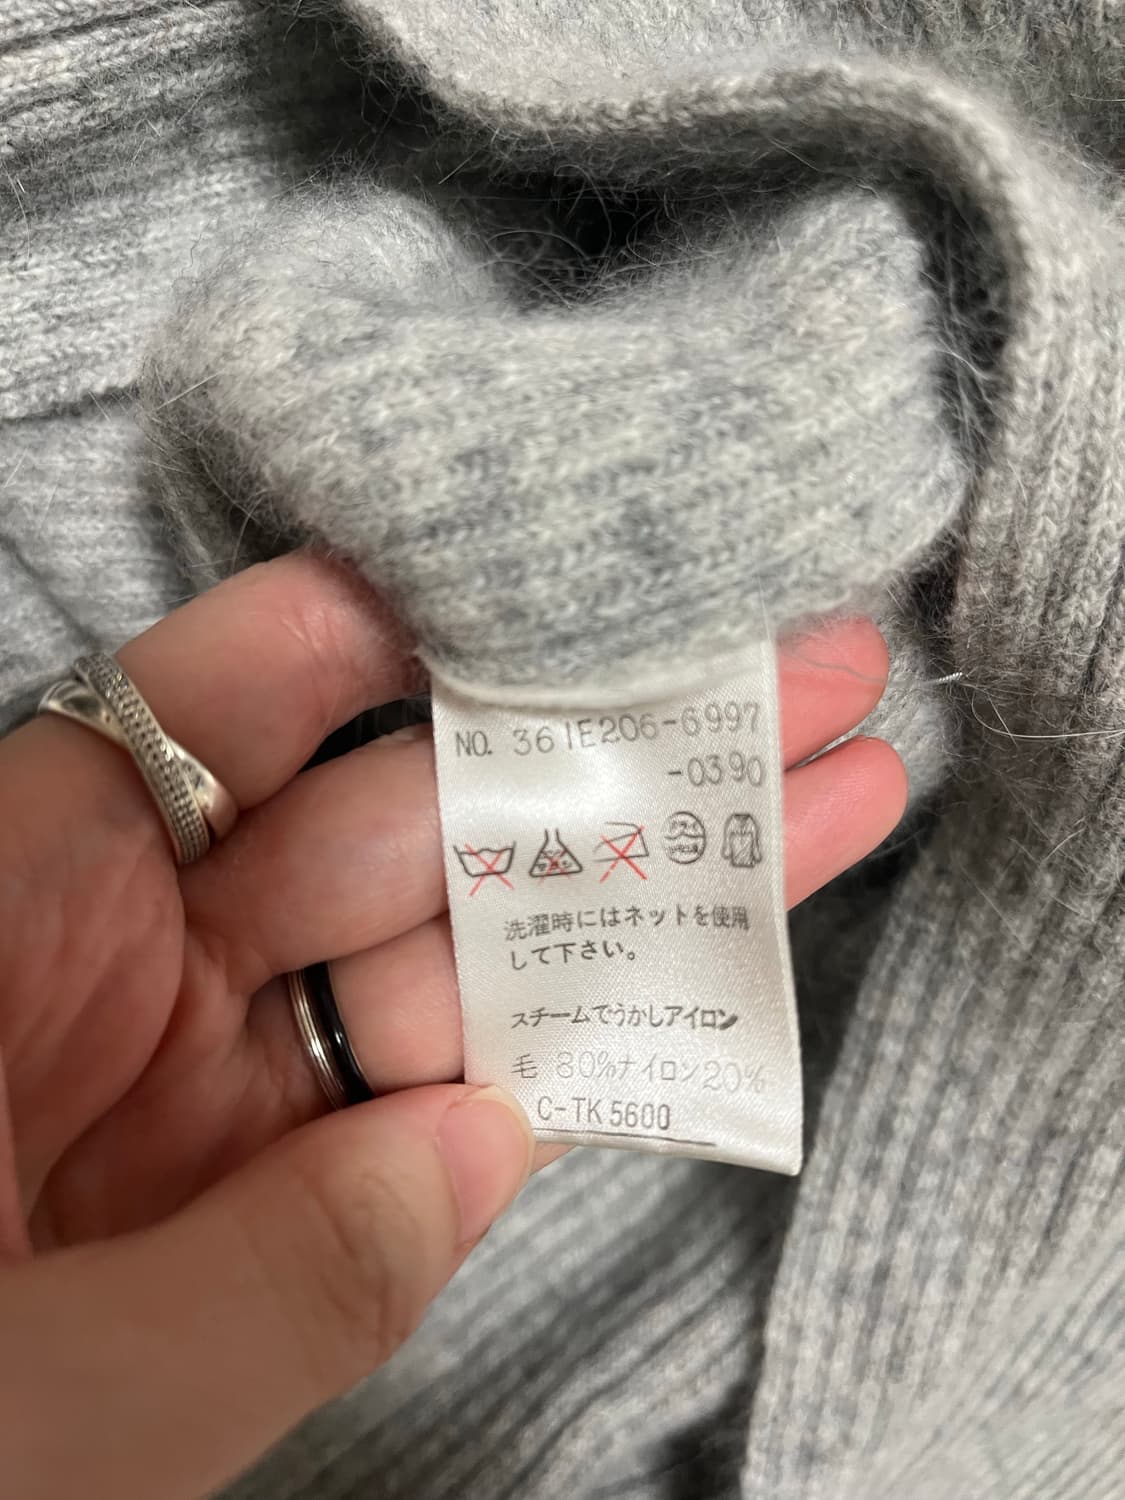 NO. 361E206-6997
-0390
洗濯時にはネットを使用
して下さい。
スチームでうかしアイロン
毛 80%ナイロン20%
C-TK5600